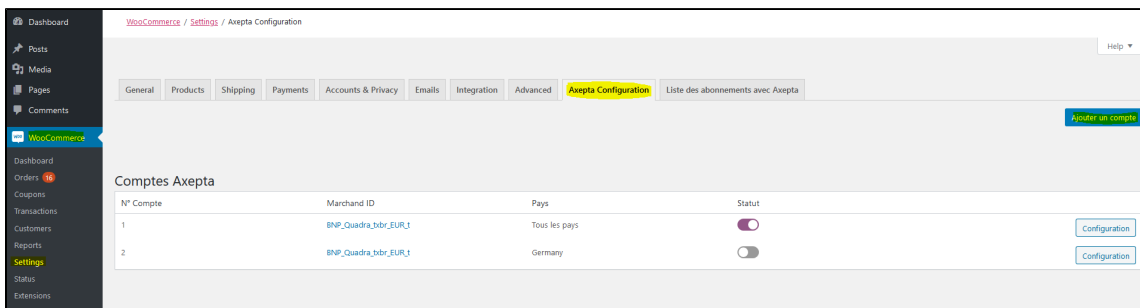 Dashboard
Posts
Media
Pages
Comments
WooCommerce
Dashboard
Orders 16
Coupons
Transactions
Customers
Reports
Settings
Status
Extensions
WooCommerce / Settings / Axepta Configuration
Help
General Products Shipping Payments Accounts & Privacy Emails Integration Advanced Axepta Configuration Liste des abonnements avec Axepta
Ajouter un compte
Comptes Axepta
N° Compte Marchand ID Pays Statut
1 BNP_Quadra_txbr_EUR_t Tous les pays Configuration
2 BNP_Quadra_txbr_EUR_t Germany Configuration